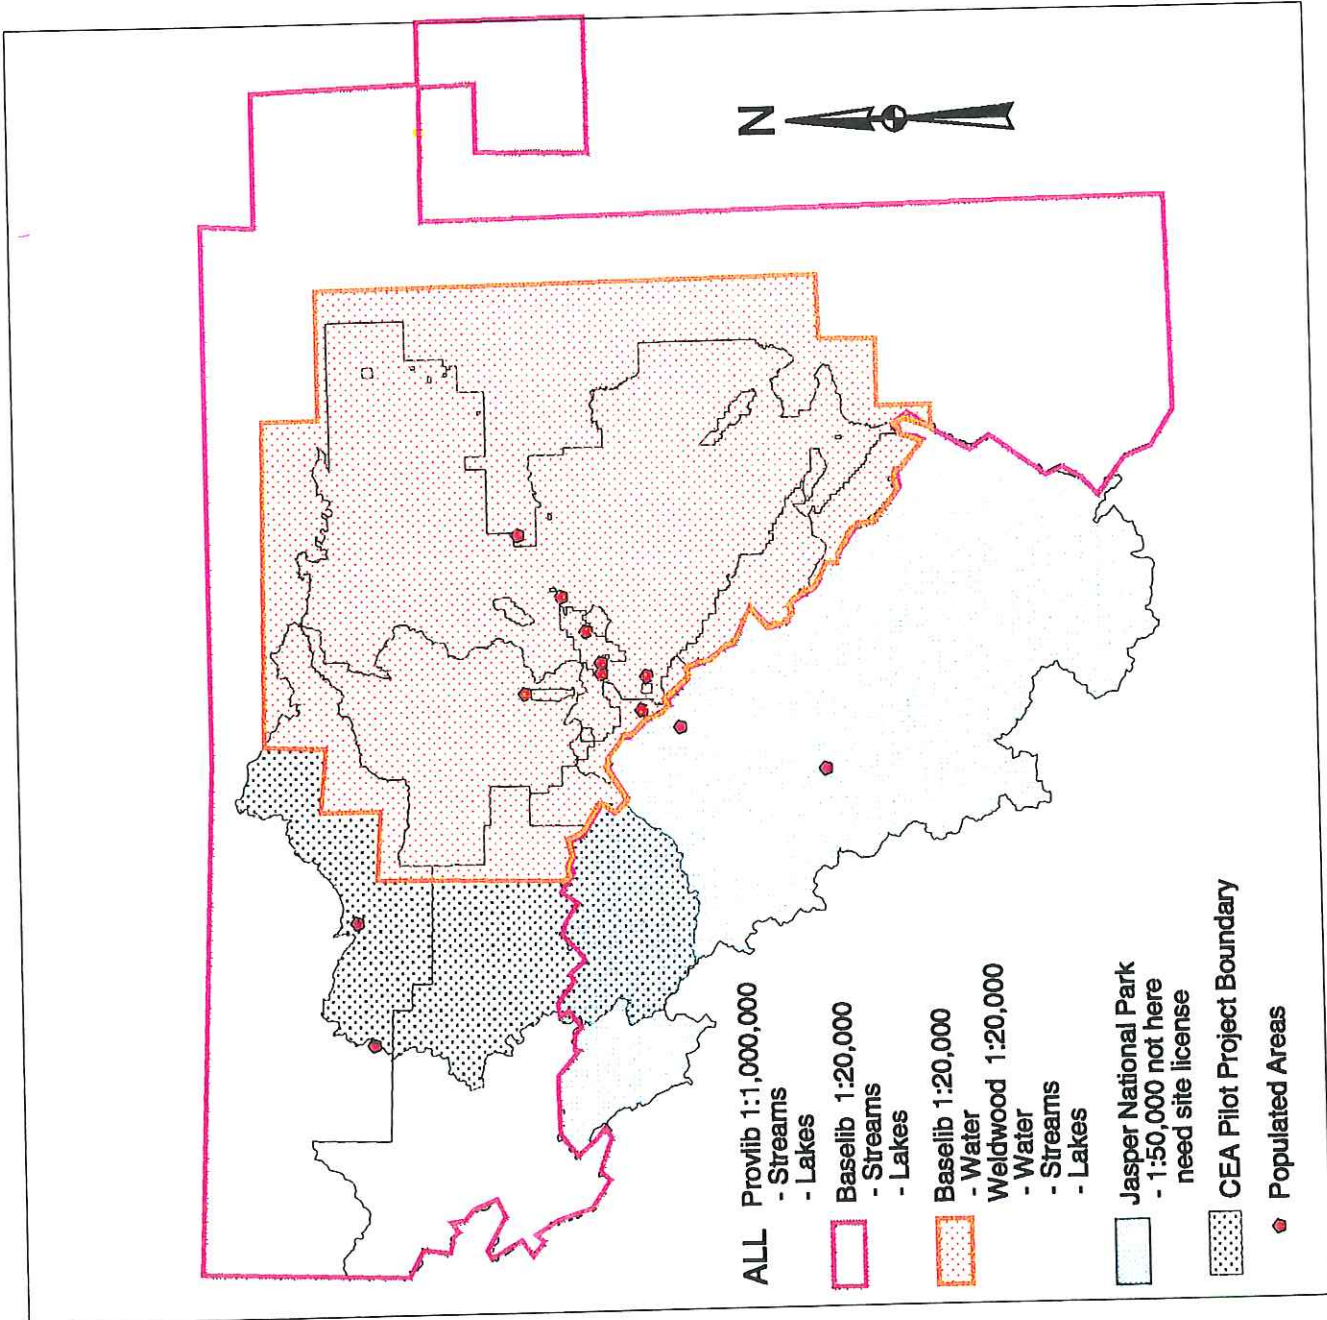 N
ALL Provlib 1:1,000,000
- Streams
- Lakes
Baselib 1:20,000
- Streams
- Lakes
Baselib 1:20,000
- Water
Weldwood 1:20,000
- Water
- Streams
- Lakes
Jasper National Park
- 1:50,000 not here
need site license
CEA Pilot Project Boundary
Populated Areas